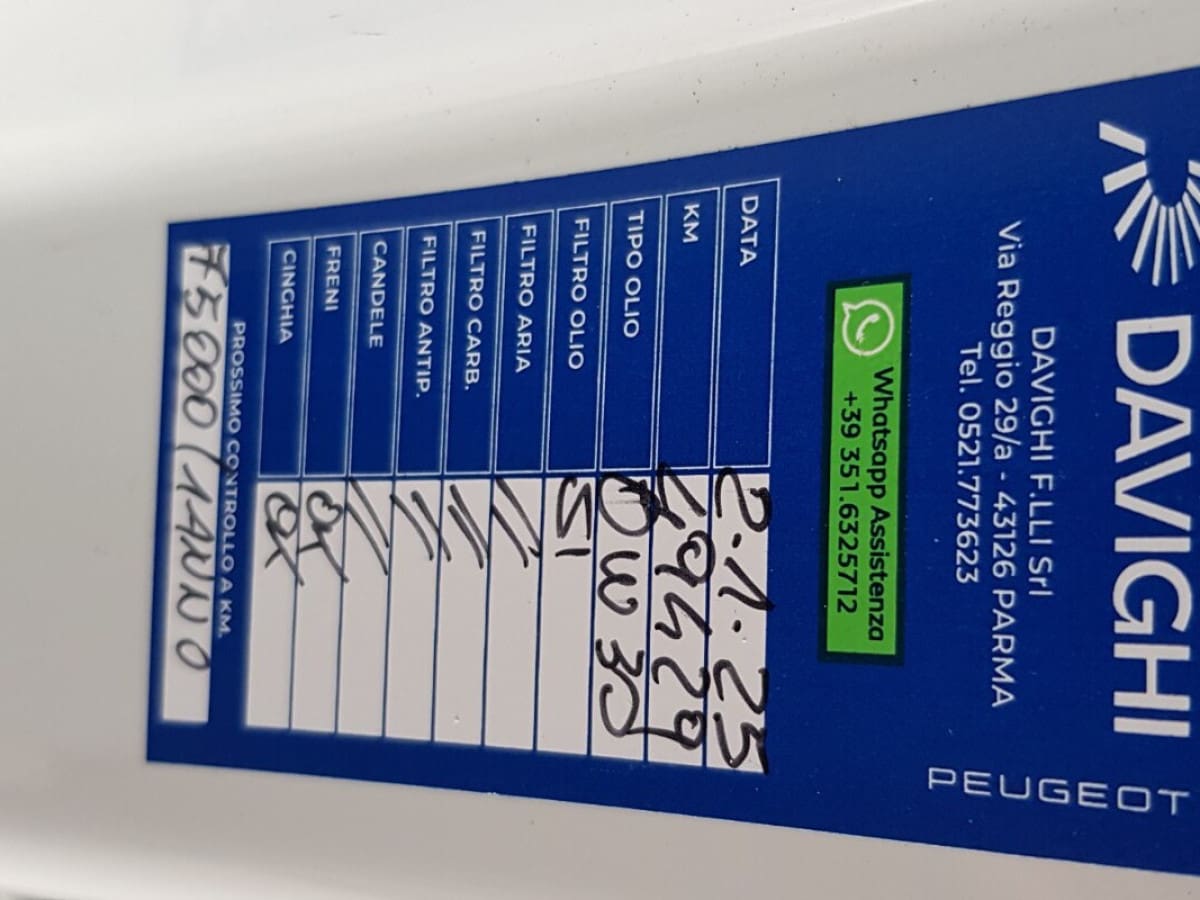 DAVIGHI
PEUGEOT
DAVIGHI F.LLI Srl
Via Reggio 29/a - 43126 PARMA
Tel. 0521.773623
Whatsapp Assistenza
+39 351.6325712
DATA 2.1.25
KM
TIPO OLIO 0W30
FILTRO OLIO SI
FILTRO ARIA //
FILTRO CARB. //
FILTRO ANTIP. //
CANDELE //
FRENI OK
CINGHIA OK
PROSSIMO CONTROLLO A KM.
75000/1ANNO